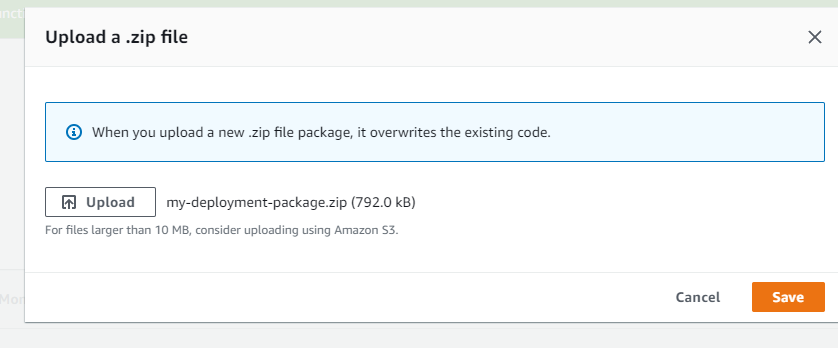 Upload a .zip file
When you upload a new .zip file package, it overwrites the existing code.
Upload my-deployment-package.zip (792.0 kB)
For files larger than 10 MB, consider uploading using Amazon S3.
Cancel Save